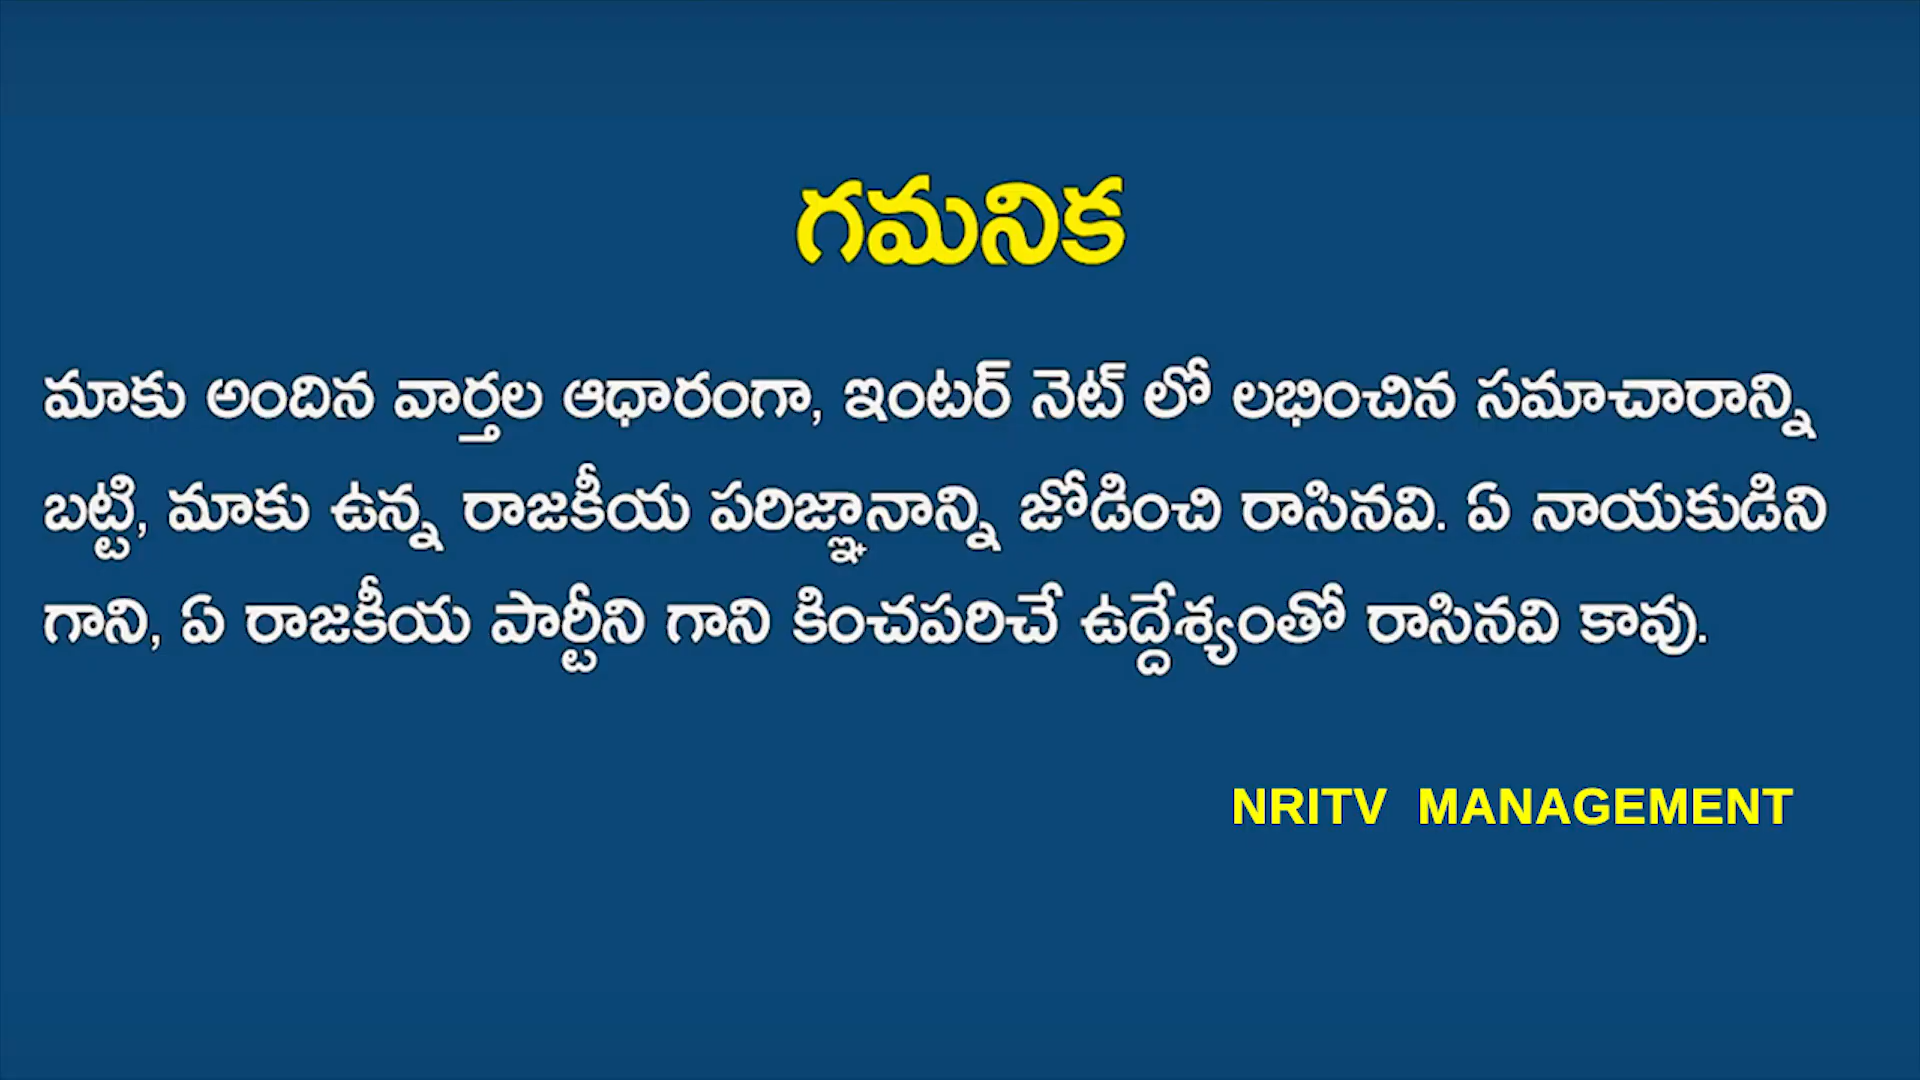 గమనిక
మాకు అందిన వార్తల ఆధారంగా, ఇంటర్ నెట్ లో లభించిన సమాచారాన్ని
బట్టి, మాకు ఉన్న రాజకీయ పరిజ్ఞానాన్ని జోడించి రాసినవి. ఏ నాయకుడిని
గాని, ఏ రాజకీయ పార్టీని గాని కించపరిచే ఉద్దేశ్యంతో రాసినవి కావు.
NRITV MANAGEMENT